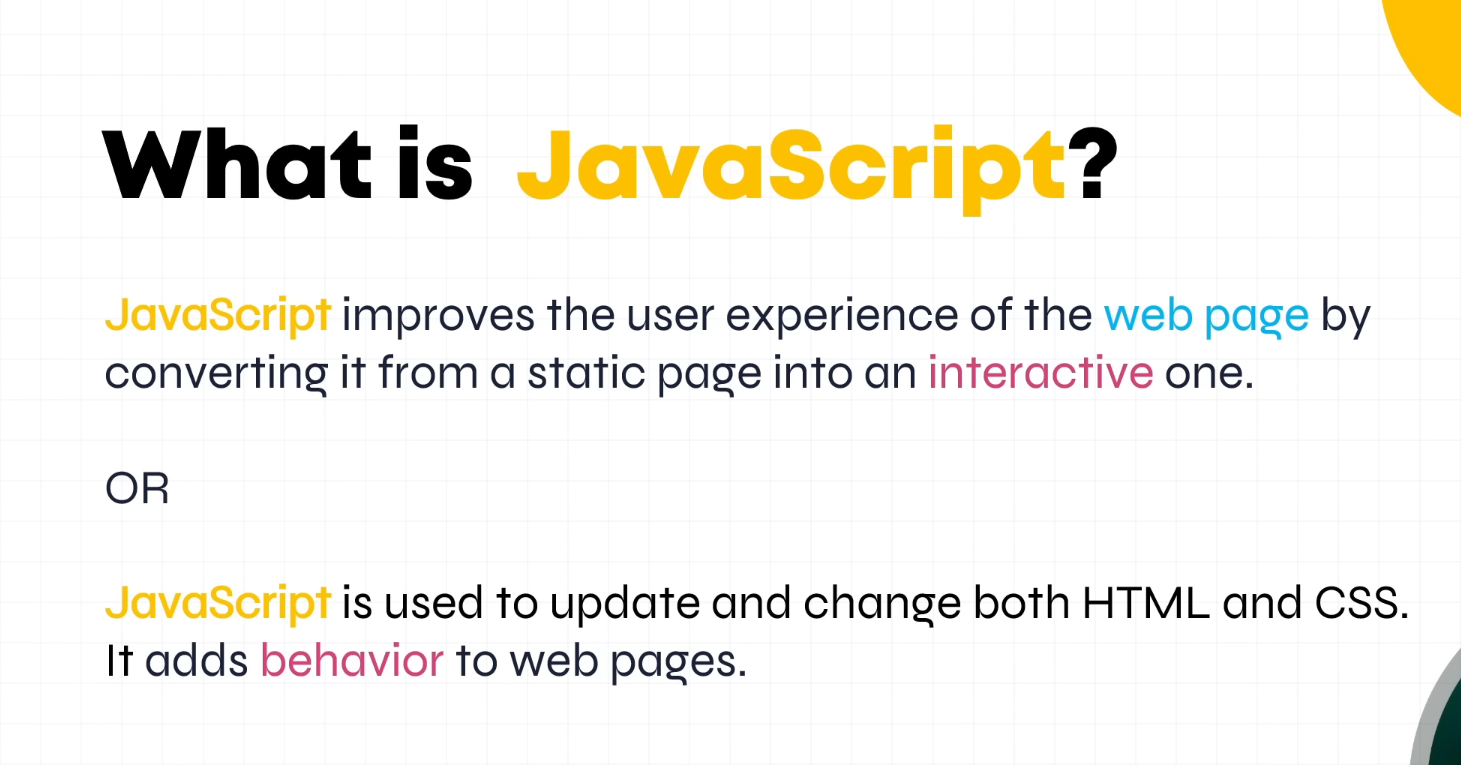 What is JavaScript?
JavaScript improves the user experience of the web page by
converting it from a static page into an interactive one.
OR
JavaScript is used to update and change both HTML and CSS.
It adds behavior to web pages.